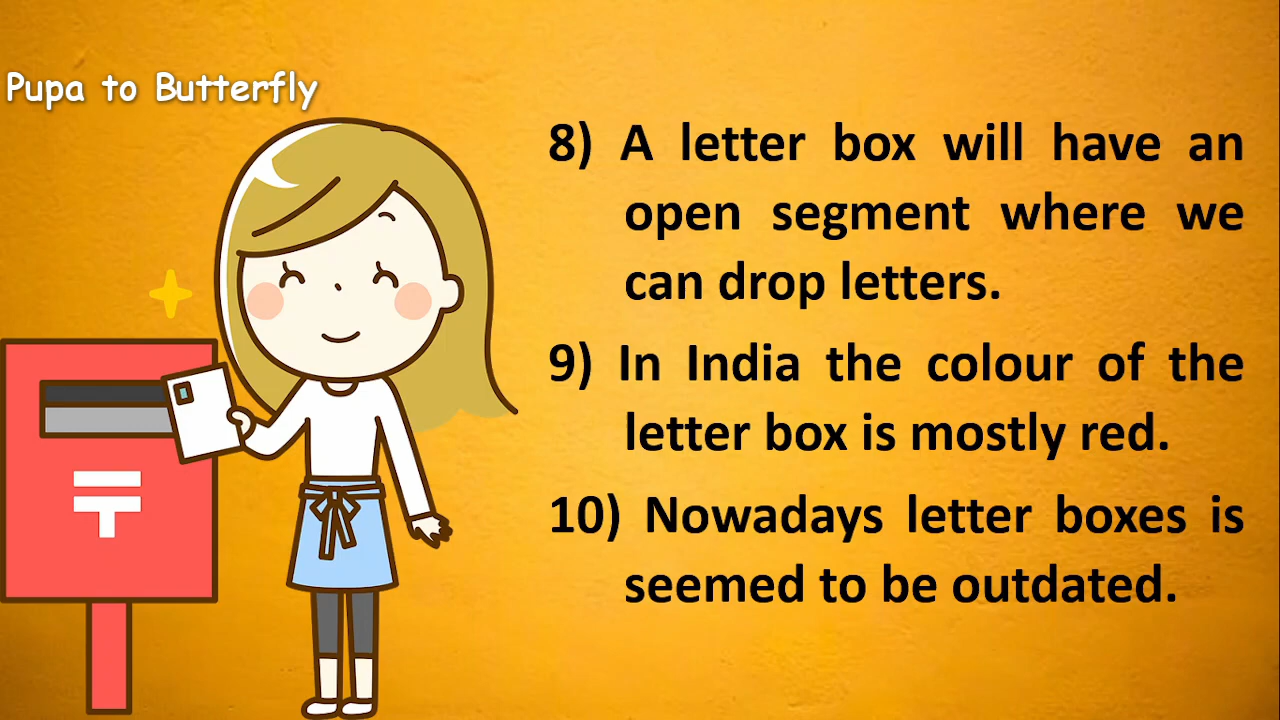 Pupa to Butterfly
8) A letter box will have an
open segment where we
can drop letters.
9) In India the colour of the
letter box is mostly red.
10) Nowadays letter boxes is
seemed to be outdated.